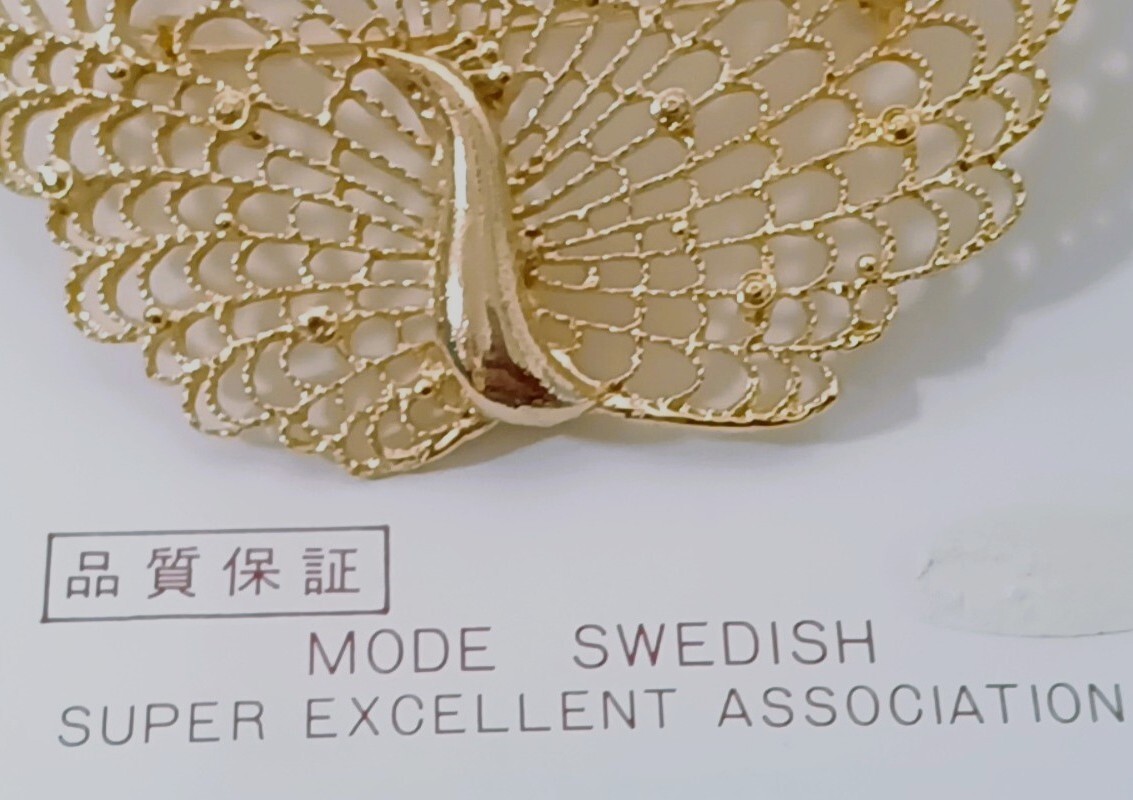 品質保証
MODE SWEDISH
SUPER EXCELLENT ASSOCIATION